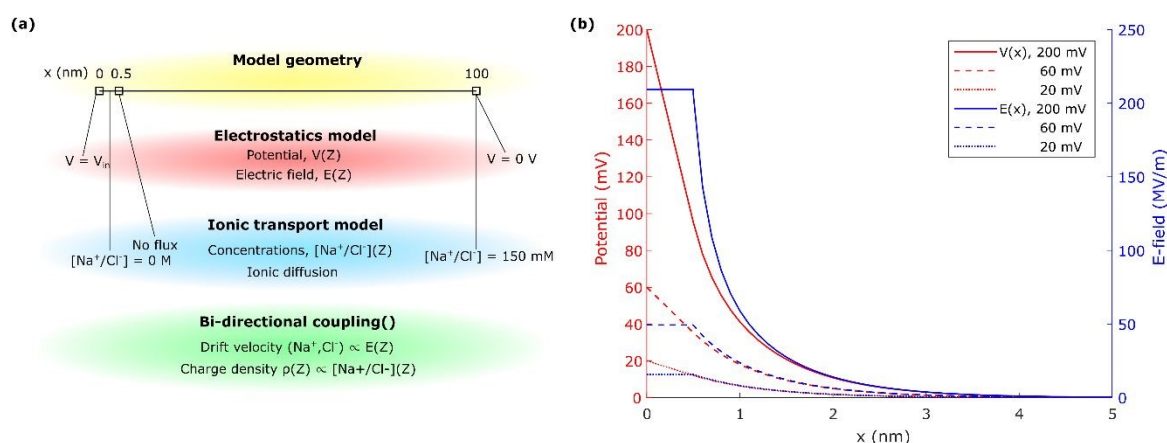 (a)
Model geometry
x (nm) 0 0.5 100
Electrostatics model
Potential, V(Z)
Electric field, E(Z)
V = Vin
V = 0 V
Ionic transport model
No flux
Concentrations, [Na⁺/Cl⁻](Z)
[Na⁺/Cl⁻] = 0 M
[Na⁺/Cl⁻] = 150 mM
Ionic diffusion
Bi-directional coupling()
Drift velocity (Na⁺,Cl⁻) ∝ E(Z)
Charge density ρ(Z) ∝ [Na+/Cl-](Z)
(b)
Potential (mV)
200
180
160
140
120
100
80
60
40
20
0
V(x), 200 mV
60 mV
20 mV
E(x), 200 mV
60 mV
20 mV
250
200
150
100
50
0
E-field (MV/m)
0 1 2 3 4 5
x (nm)